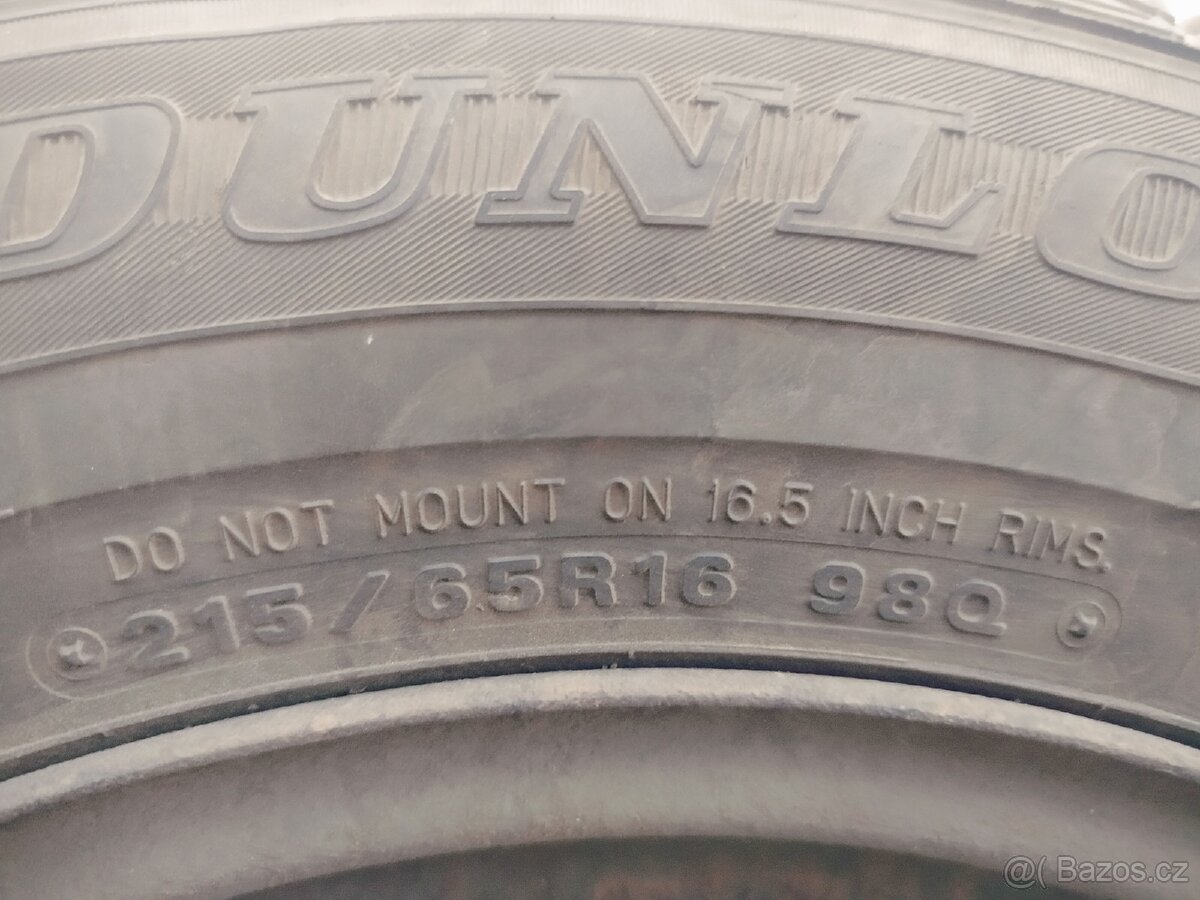 DUNLO
DO NOT MOUNT ON 16.5 INCH RIMS.
215/65R16 98Q
@( Bazos.cz